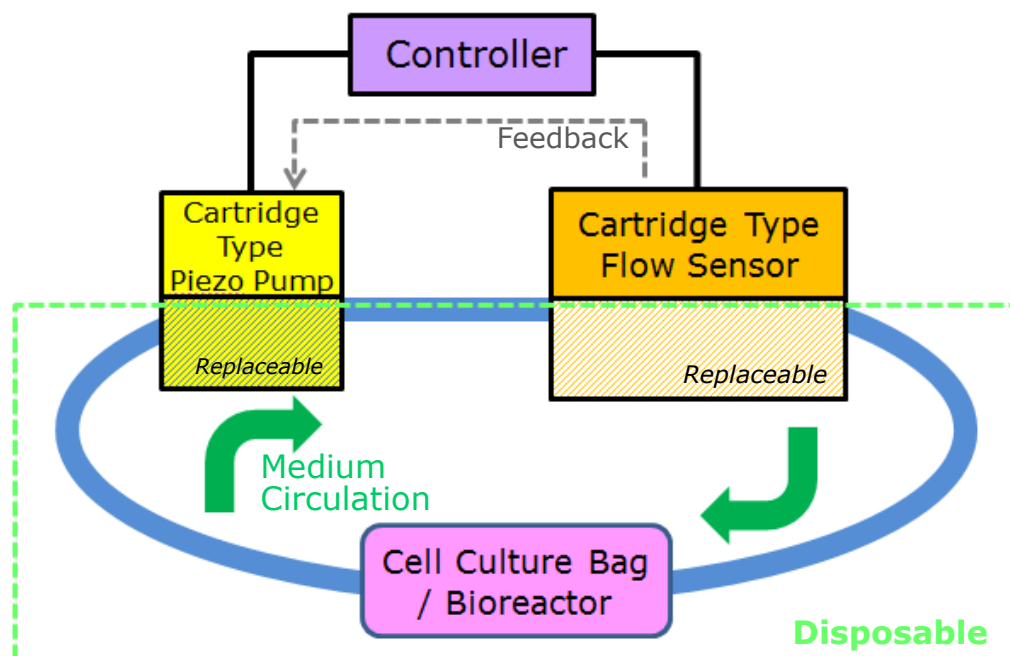 Controller
Feedback
Cartridge
Type
Piezo Pump
Cartridge Type
Flow Sensor
Replaceable
Replaceable
Medium
Circulation
Cell Culture Bag
/ Bioreactor
Disposable